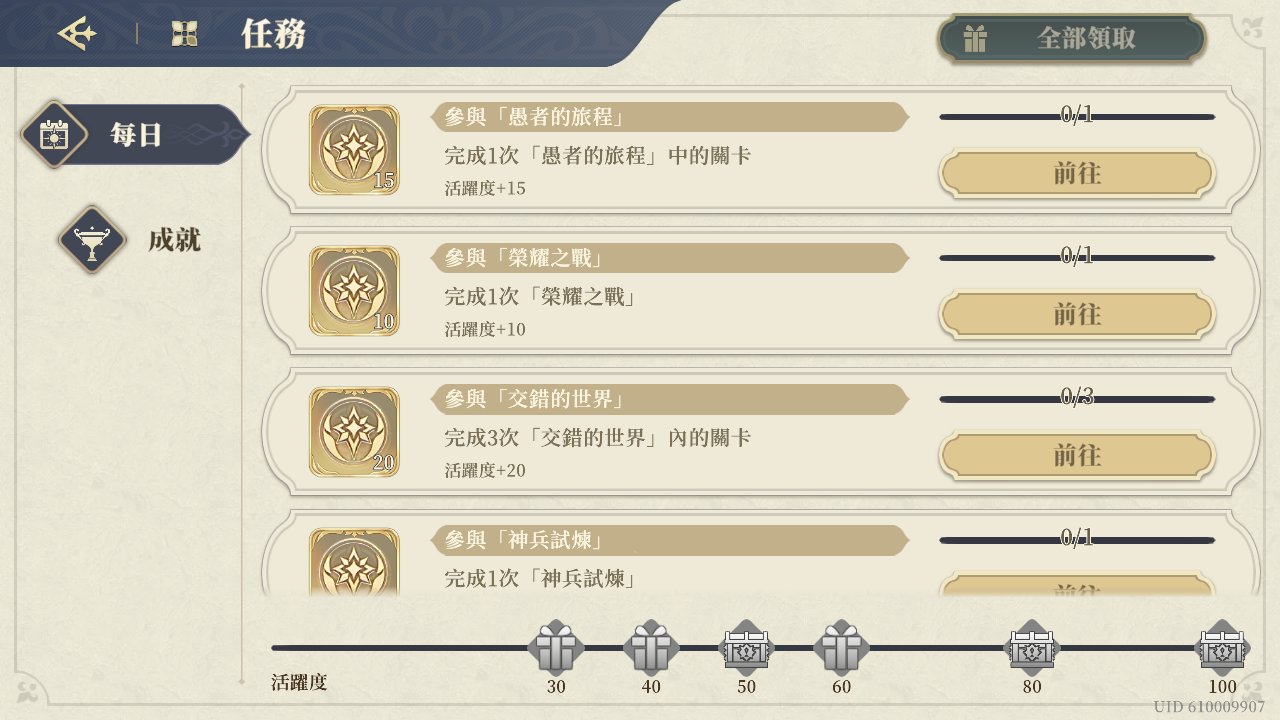 任務
全部領取
每日
成就
15
參與「愚者的旅程」
完成1次「愚者的旅程」中的關卡
活躍度+15
0/1
前往
10
參與「榮耀之戰」
完成1次「榮耀之戰」
活躍度+10
0/1
前往
20
參與「交錯的世界」
完成3次「交錯的世界」內的關卡
活躍度+20
0/3
前往
參與「神兵試煉」
完成1次「神兵試煉」
0/1
前往
活躍度
30
40
50
60
80
100
UID 610009907